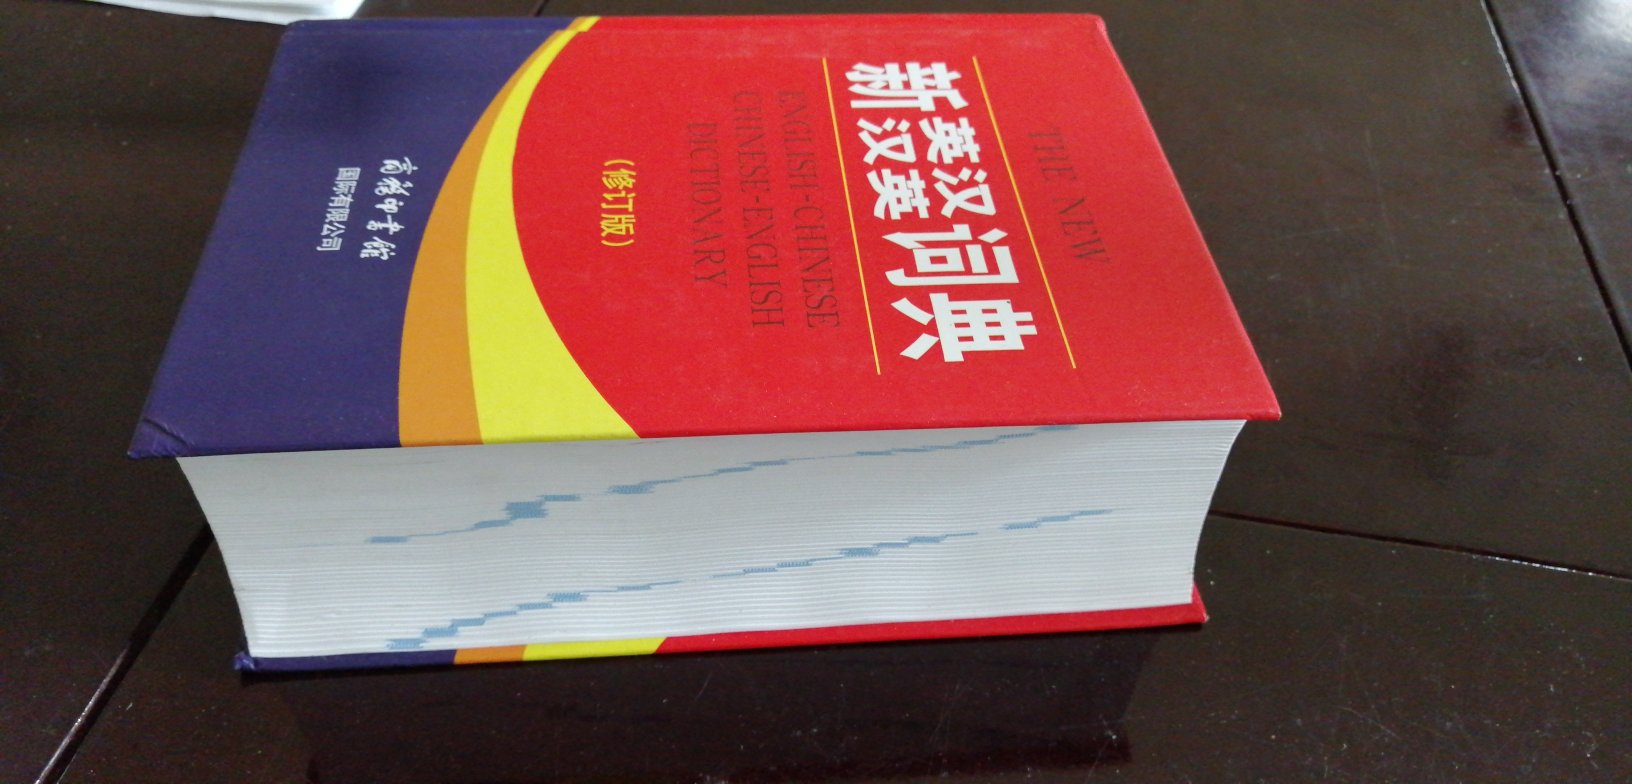 THE NEW
新英汉
汉英词典
ENGLISH-CHINESE
CHINESE-ENGLISH
DICTIONARY
(修订版)
商务印书馆
国际有限公司